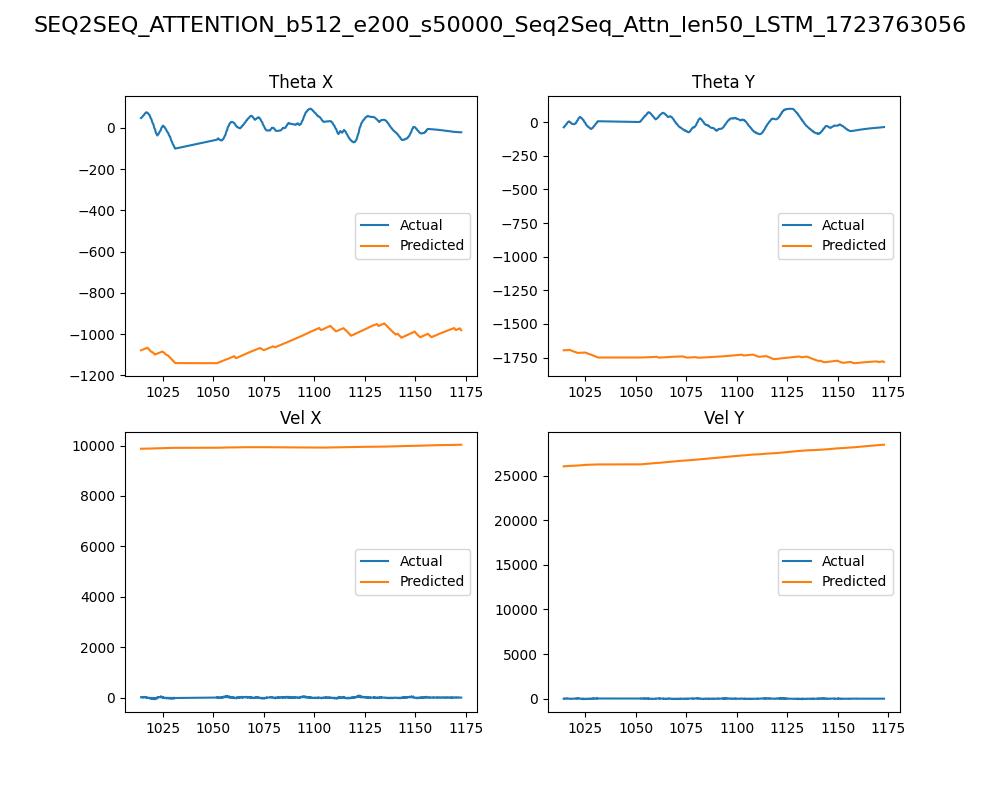 SEQ2SEQ_ATTENTION_b512_e200_s50000_Seq2Seq_Attn_len50_LSTM_1723763056
Theta X
0
−200
−400
−600
−800
−1000
−1200
1025 1050 1075 1100 1125 1150 1175
Actual
Predicted
Theta Y
0
−250
−500
−750
−1000
−1250
−1500
−1750
1025 1050 1075 1100 1125 1150 1175
Actual
Predicted
Vel X
10000
8000
6000
4000
2000
0
1025 1050 1075 1100 1125 1150 1175
Actual
Predicted
Vel Y
25000
20000
15000
10000
5000
0
1025 1050 1075 1100 1125 1150 1175
Actual
Predicted